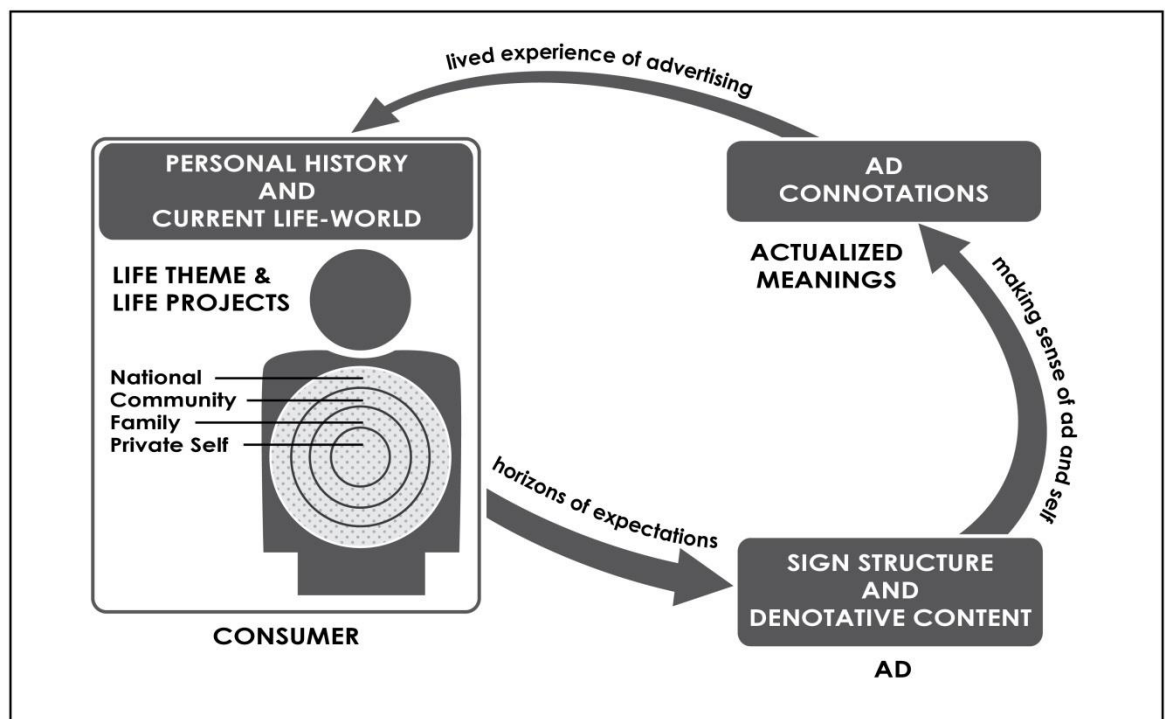 lived experience of advertising
PERSONAL HISTORY
AND
CURRENT LIFE-WORLD
LIFE THEME &
LIFE PROJECTS
National
Community
Family
Private Self
CONSUMER
horizons of expectations
SIGN STRUCTURE
AND
DENOTATIVE CONTENT
AD
making sense of ad and self
AD
CONNOTATIONS
ACTUALIZED
MEANINGS